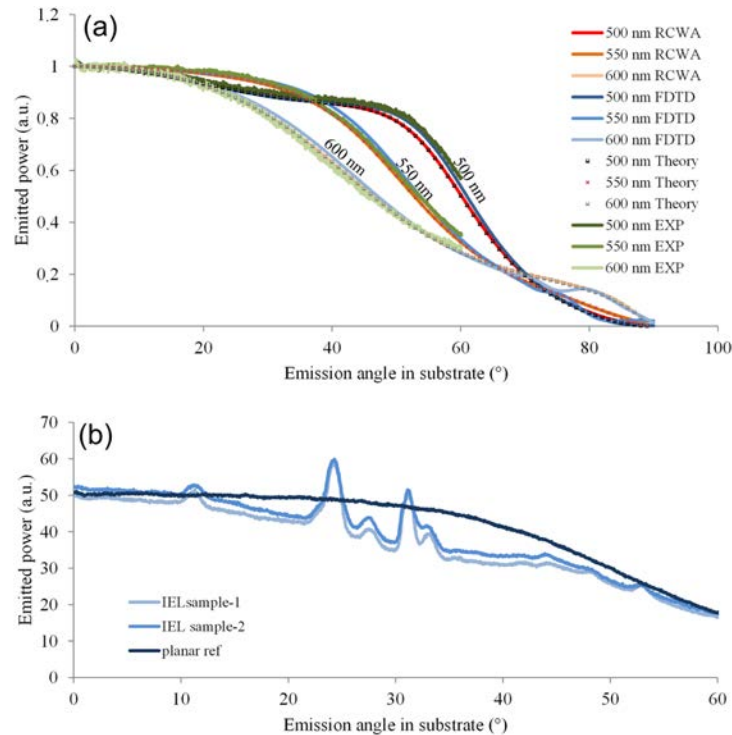 (a)
1.2
1
0.8
0.6
0,4
0,2
0
Emitted power (a.u.)
0 20 40 60 80 100
Emission angle in substrate (°)
600 nm
550 nm
500 nm
500 nm RCWA
550 nm RCWA
600 nm RCWA
500 nm FDTD
550 nm FDTD
600 nm FDTD
500 nm Theory
550 nm Theory
600 nm Theory
500 nm EXP
550 nm EXP
600 nm EXP
(b)
70
60
50
40
30
20
10
0
Emitted power (a.u.)
IELsample-1
IEL sample-2
planar ref
0 10 20 30 40 50 60
Emission angle in substrate (°)